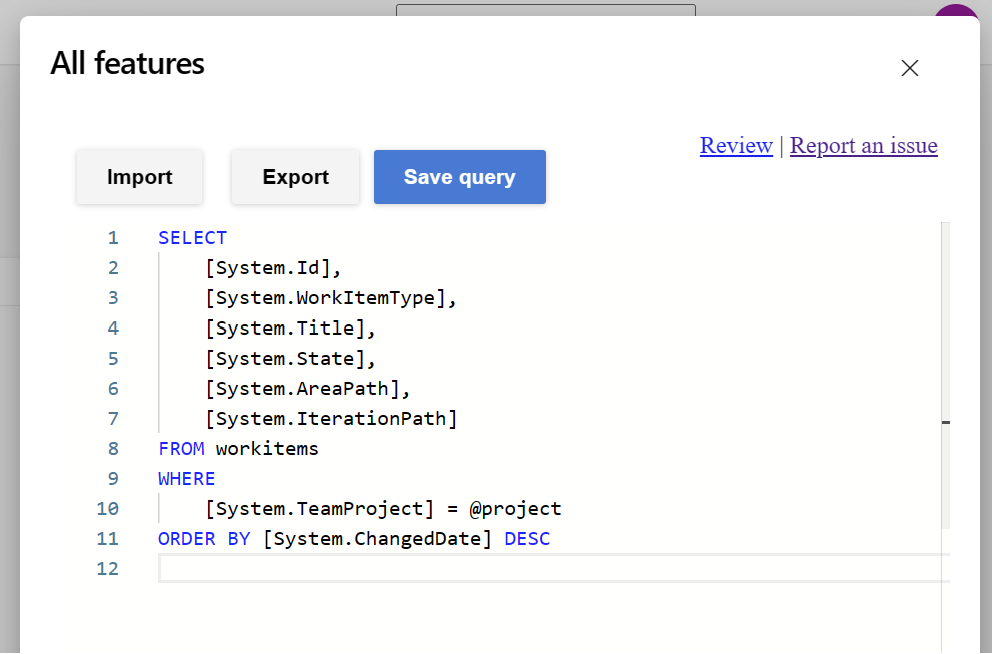 All features
Review | Report an issue
Import
Export
Save query
1 SELECT
2     [System.Id],
3     [System.WorkItemType],
4     [System.Title],
5     [System.State],
6     [System.AreaPath],
7     [System.IterationPath]
8 FROM workitems
9 WHERE
10     [System.TeamProject] = @project
11 ORDER BY [System.ChangedDate] DESC
12